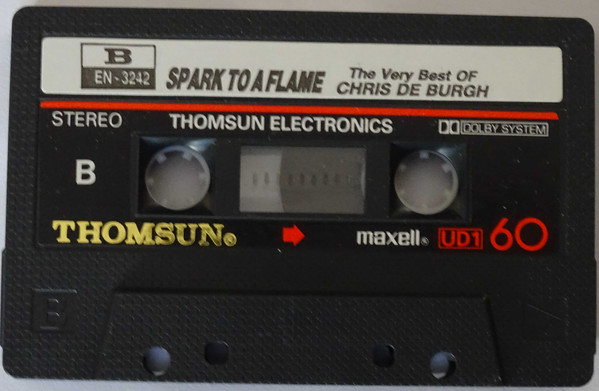 B
EN-3242
SPARK TO A FLAME
The Very Best OF
CHRIS DE BURGH
STEREO
THOMSUN ELECTRONICS
DOLBY SYSTEM
B
THOMSUN®
maxell®
UD1
60
B